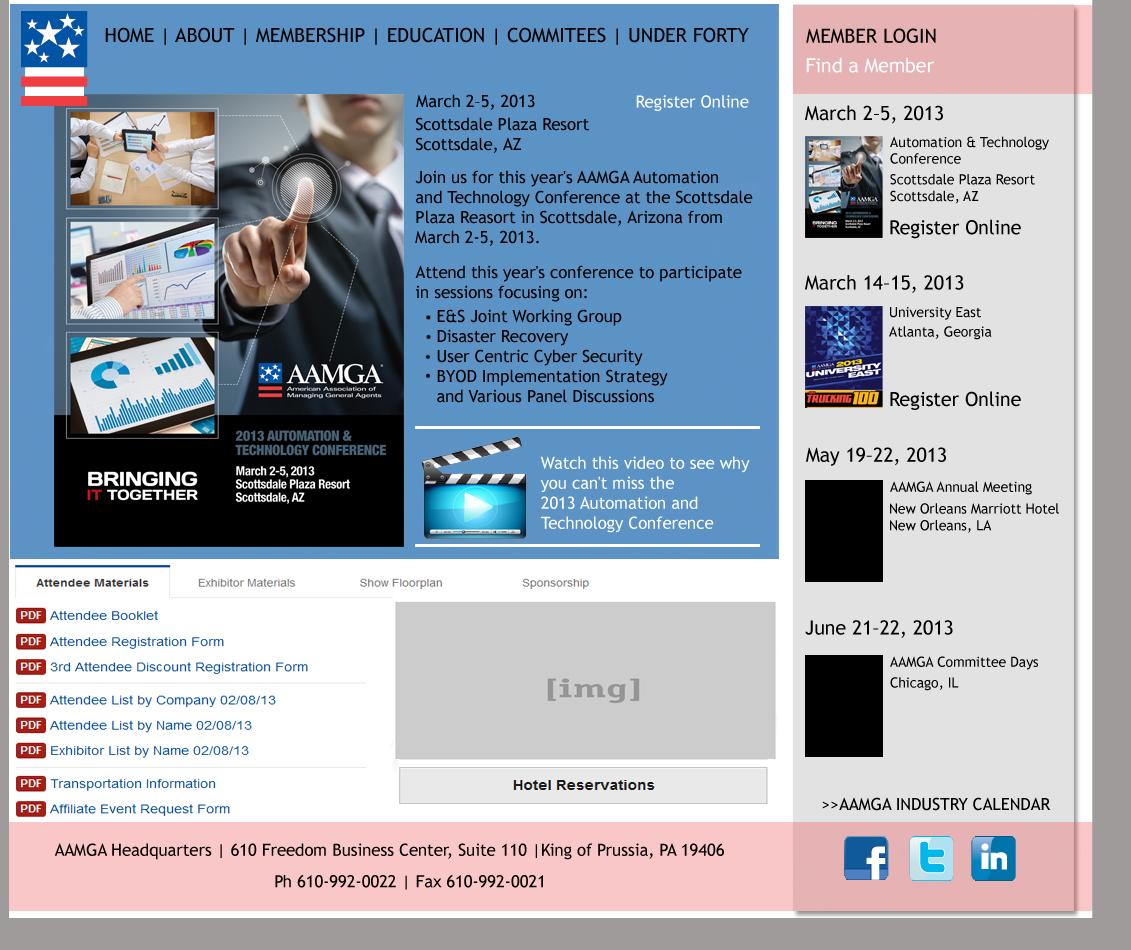 HOME | ABOUT | MEMBERSHIP | EDUCATION | COMMITEES | UNDER FORTY
AAMGA
American Association of
Managing General Agents
2013 AUTOMATION &
TECHNOLOGY CONFERENCE
March 2-5, 2013
Scottsdale Plaza Resort
Scottsdale, AZ
BRINGING
IT TOGETHER
March 2-5, 2013
Register Online
Scottsdale Plaza Resort
Scottsdale, AZ
Join us for this year's AAMGA Automation
and Technology Conference at the Scottsdale
Plaza Reasort in Scottsdale, Arizona from
March 2-5, 2013.
Attend this year's conference to participate
in sessions focusing on:
• E&S Joint Working Group
• Disaster Recovery
• User Centric Cyber Security
• BYOD Implementation Strategy
and Various Panel Discussions
Watch this video to see why
you can't miss the
2013 Automation and
Technology Conference
Attendee Materials
Exhibitor Materials
Show Floorplan
Sponsorship
PDF Attendee Booklet
PDF Attendee Registration Form
PDF 3rd Attendee Discount Registration Form
PDF Attendee List by Company 02/08/13
PDF Attendee List by Name 02/08/13
PDF Exhibitor List by Name 02/08/13
PDF Transportation Information
PDF Affiliate Event Request Form
[img]
Hotel Reservations
MEMBER LOGIN
Find a Member
March 2-5, 2013
AAMGA
BRINGING
IT TOGETHER
Automation & Technology
Conference
Scottsdale Plaza Resort
Scottsdale, AZ
Register Online
March 14-15, 2013
AAMGA 2013
UNIVERSITY
EAST
TRUCKING 100
University East
Atlanta, Georgia
Register Online
May 19-22, 2013
AAMGA Annual Meeting
New Orleans Marriott Hotel
New Orleans, LA
June 21-22, 2013
AAMGA Committee Days
Chicago, IL
>>AAMGA INDUSTRY CALENDAR
f
t
in
AAMGA Headquarters | 610 Freedom Business Center, Suite 110 |King of Prussia, PA 19406
Ph 610-992-0022 | Fax 610-992-0021